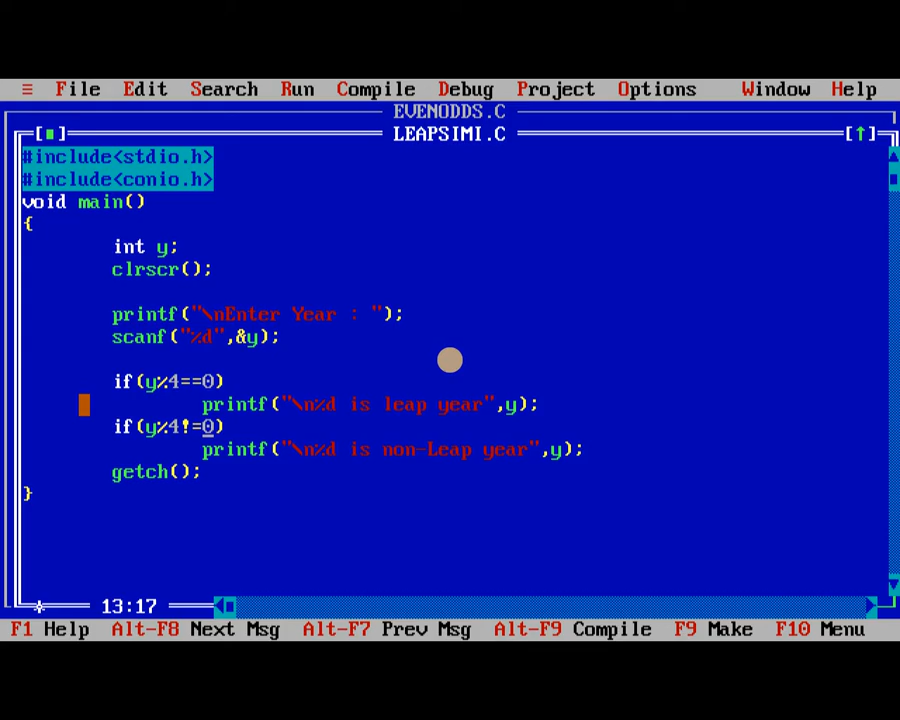 ≡ File Edit Search Run Compile Debug Project Options Window Help
EVENODDS.C
[■] LEAPSIMI.C [↑]
#include<stdio.h>
#include<conio.h>
void main()
{
int y;
clrscr();
printf("\nEnter Year : ");
scanf("%d",&y);
if(y%4==0)
printf("\n%d is leap year",y);
if(y%4!=0)
printf("\n%d is non-Leap year",y);
getch();
}
13:17
F1 Help Alt-F8 Next Msg Alt-F7 Prev Msg Alt-F9 Compile F9 Make F10 Menu